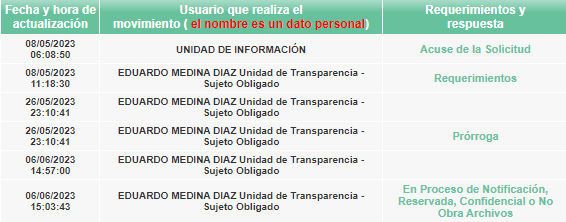 Fecha y hora de actualización
Usuario que realiza el movimiento ( el nombre es un dato personal)
Requerimientos y respuesta
08/05/2023 06:08:50
UNIDAD DE INFORMACIÓN
Acuse de la Solicitud
08/05/2023 11:18:30
EDUARDO MEDINA DIAZ Unidad de Transparencia - Sujeto Obligado
Requerimientos
26/05/2023 23:10:41
EDUARDO MEDINA DIAZ Unidad de Transparencia - Sujeto Obligado
26/05/2023 23:10:41
EDUARDO MEDINA DIAZ Unidad de Transparencia - Sujeto Obligado
Prórroga
06/06/2023 14:57:00
EDUARDO MEDINA DIAZ Unidad de Transparencia - Sujeto Obligado
06/06/2023 15:03:43
EDUARDO MEDINA DIAZ Unidad de Transparencia - Sujeto Obligado
En Proceso de Notificación, Reservada, Confidencial o No Obra Archivos